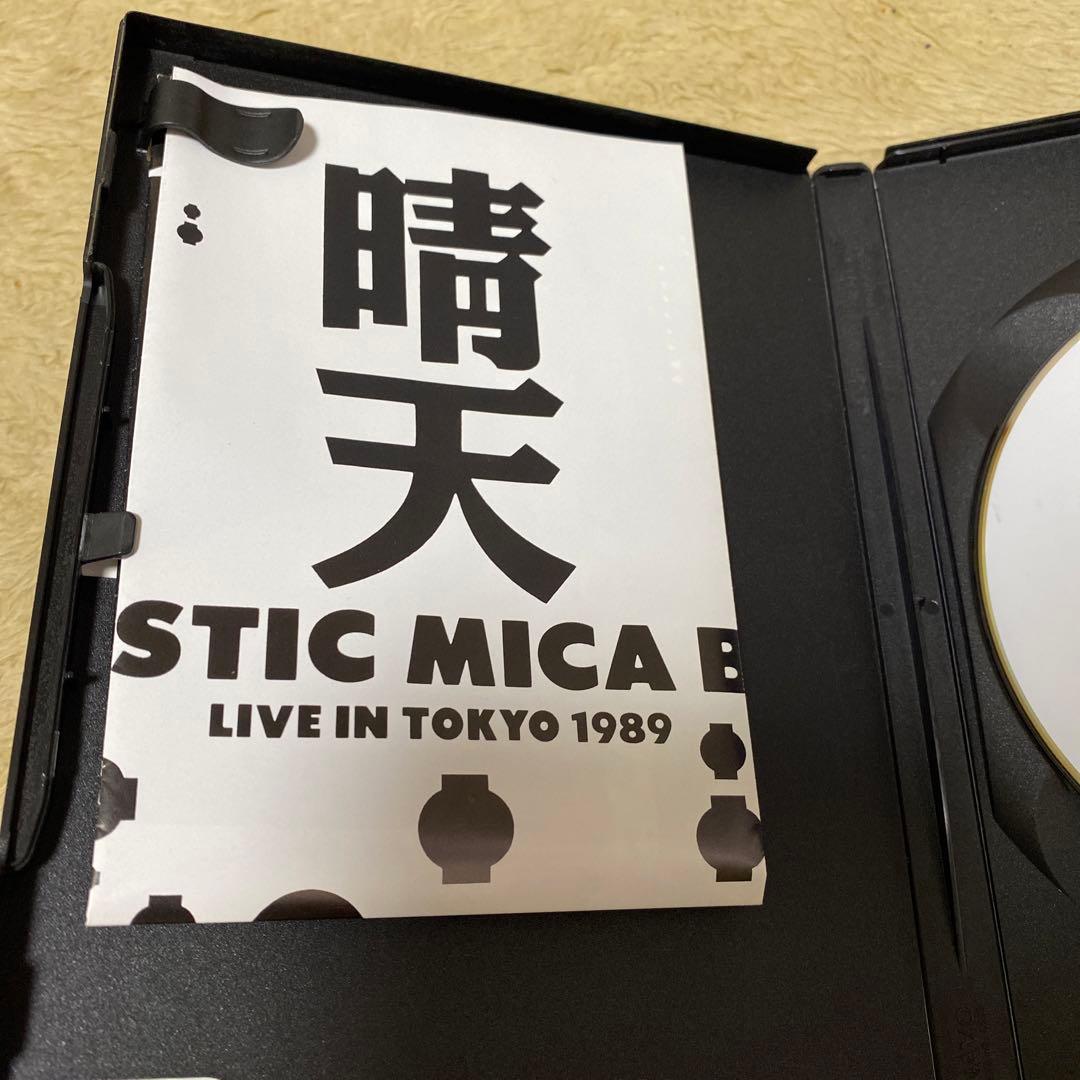 晴
天
STIC MICA B
LIVE IN TOKYO 1989